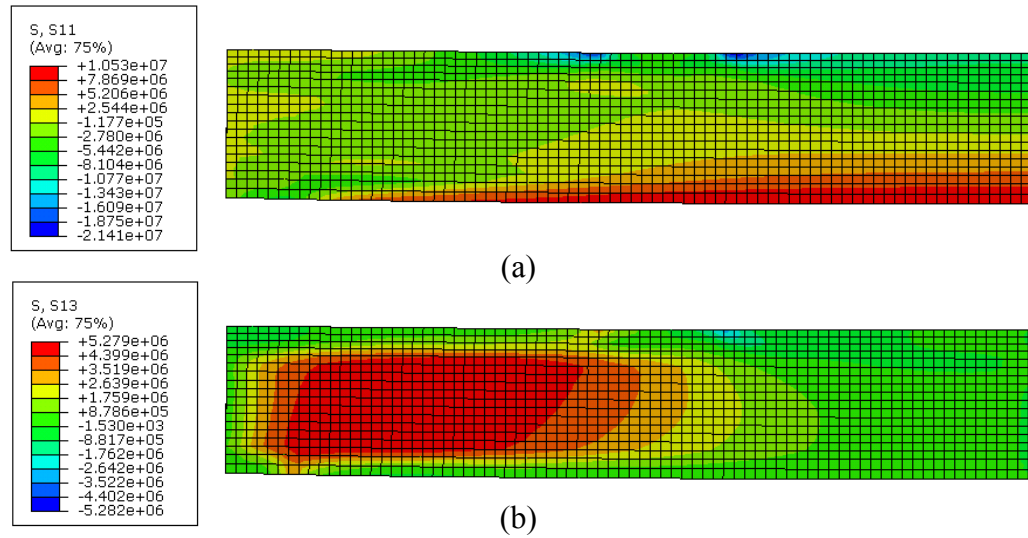 S, S11
(Avg: 75%)
+1.053e+07
+7.869e+06
+5.206e+06
+2.544e+06
-1.177e+05
-2.780e+06
-5.442e+06
-8.104e+06
-1.077e+07
-1.343e+07
-1.609e+07
-1.875e+07
-2.141e+07
(a)
S, S13
(Avg: 75%)
+5.279e+06
+4.399e+06
+3.519e+06
+2.639e+06
+1.759e+06
+8.786e+05
-1.530e+03
-8.817e+05
-1.762e+06
-2.642e+06
-3.522e+06
-4.402e+06
-5.282e+06
(b)